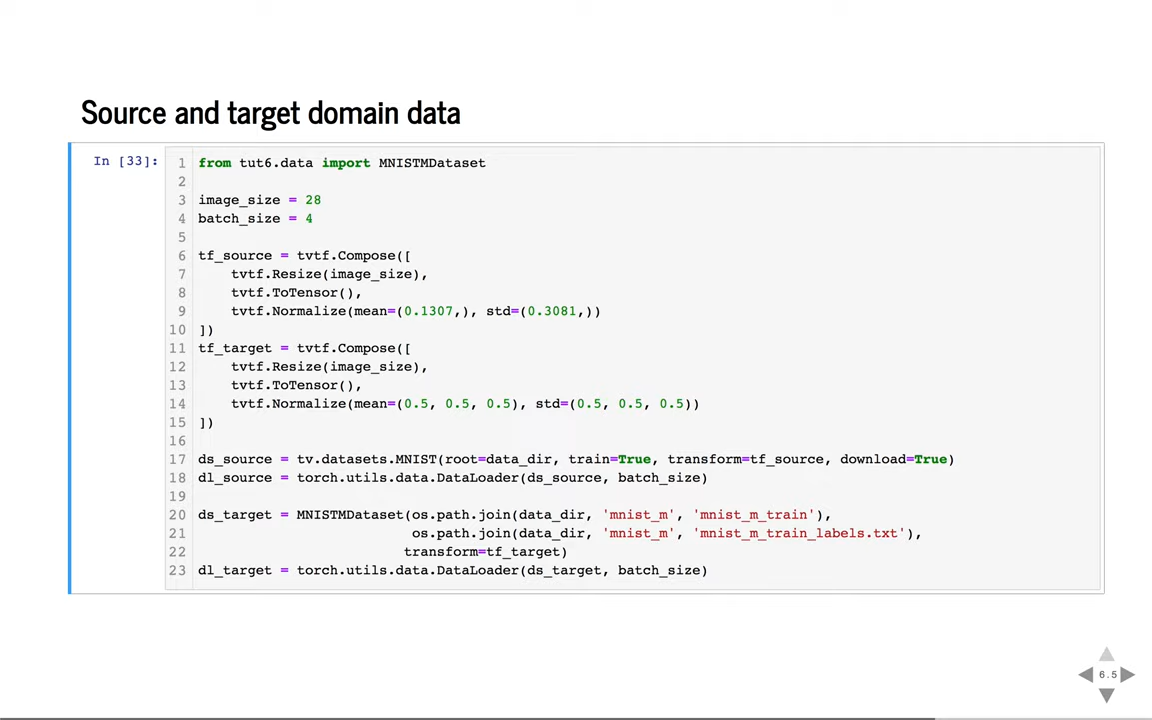 Source and target domain data
In [33]:
1 from tut6.data import MNISTMDataset
2
3 image_size = 28
4 batch_size = 4
5
6 tf_source = tvtf.Compose([
7     tvtf.Resize(image_size),
8     tvtf.ToTensor(),
9     tvtf.Normalize(mean=(0.1307,), std=(0.3081,))
10 ])
11 tf_target = tvtf.Compose([
12     tvtf.Resize(image_size),
13     tvtf.ToTensor(),
14     tvtf.Normalize(mean=(0.5, 0.5, 0.5), std=(0.5, 0.5, 0.5))
15 ])
16
17 ds_source = tv.datasets.MNIST(root=data_dir, train=True, transform=tf_source, download=True)
18 dl_source = torch.utils.data.DataLoader(ds_source, batch_size)
19
20 ds_target = MNISTMDataset(os.path.join(data_dir, 'mnist_m', 'mnist_m_train'),
21                           os.path.join(data_dir, 'mnist_m', 'mnist_m_train_labels.txt'),
22                          transform=tf_target)
23 dl_target = torch.utils.data.DataLoader(ds_target, batch_size)
6.5